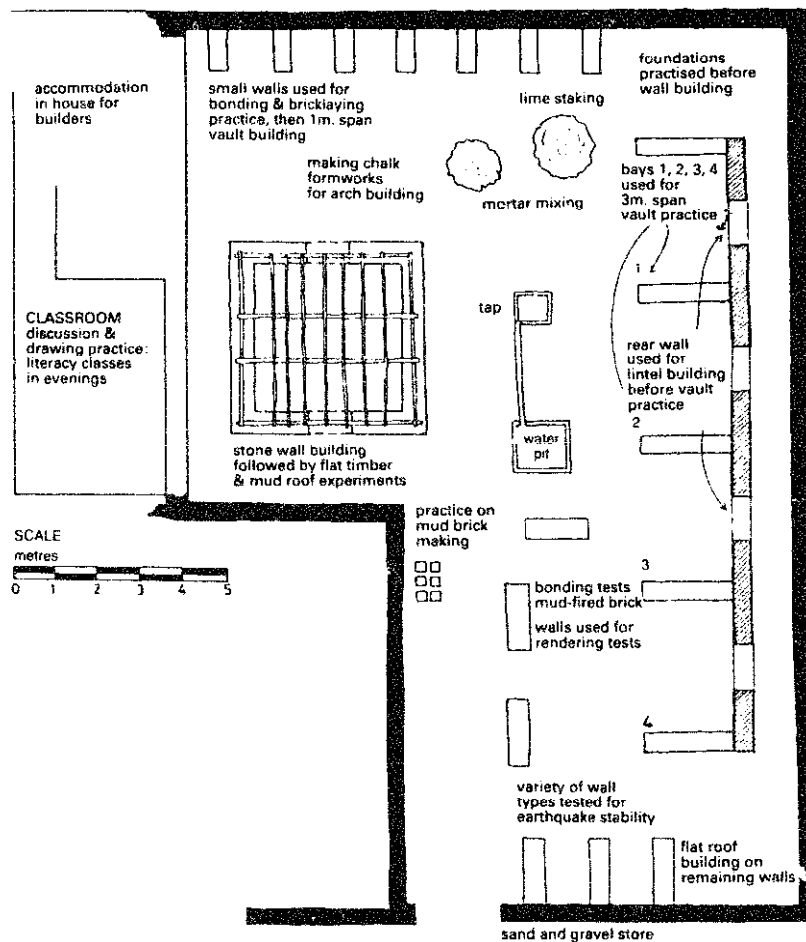 accommodation
in house for
builders
small walls used for
bonding & bricklaying
practice, then 1m. span
vault building
lime staking
foundations
practised before
wall building
making chalk
formworks
for arch building
mortar mixing
bays 1, 2, 3, 4
used for
3m. span
vault practice
1
tap
CLASSROOM
discussion &
drawing practice:
literacy classes
in evenings
rear wall
used for
lintel building
before vault
practice
2
water
pit
stone wall building
followed by flat timber
& mud roof experiments
practice on
mud brick
making
SCALE
metres
0 1 2 3 4 5
3
bonding tests
mud-fired brick
walls used for
rendering tests
4
variety of wall
types tested for
earthquake stability
flat roof
building on
remaining walls
sand and gravel store